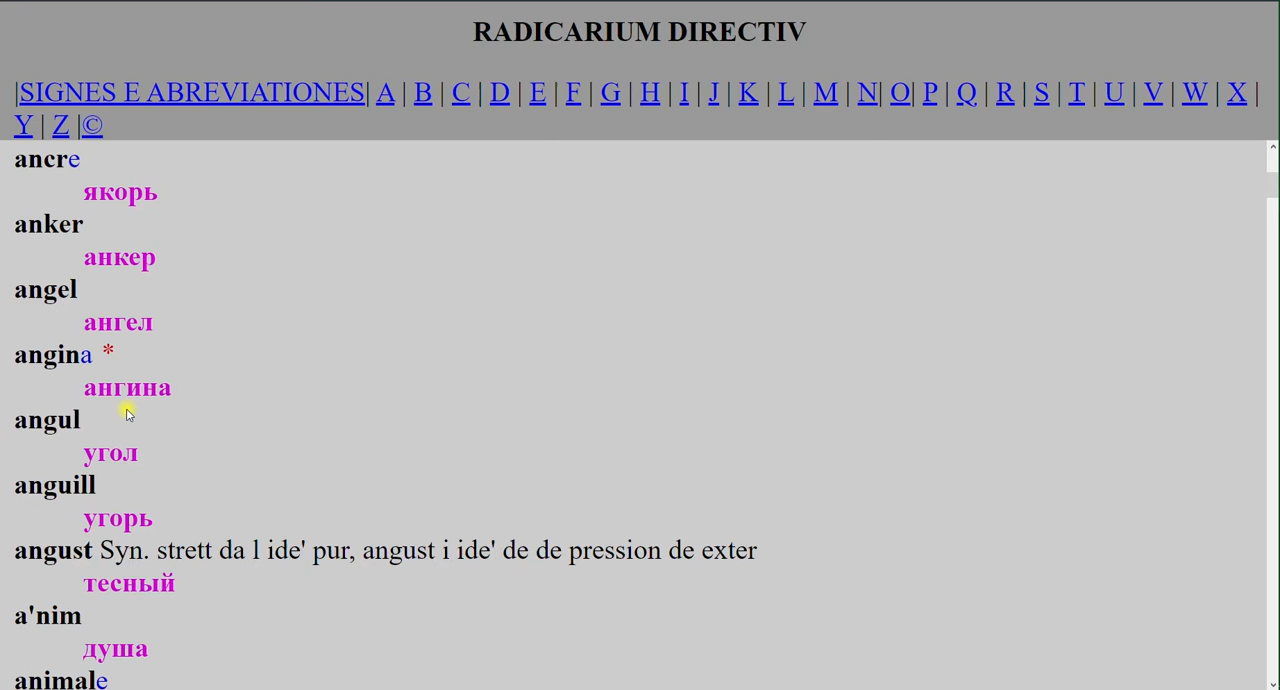 RADICARIUM DIRECTIV
|SIGNES E ABREVIATIONES| A | B | C | D | E | F | G | H | I | J | K | L | M | N| O| P | Q | R | S | T | U | V | W | X |
Y | Z |©
ancre
якорь
anker
анкер
angel
ангел
angina *
ангина
angul
угол
anguill
угорь
angust Syn. strett da l ide' pur, angust i ide' de de pression de exter
тесный
a'nim
душа
animale